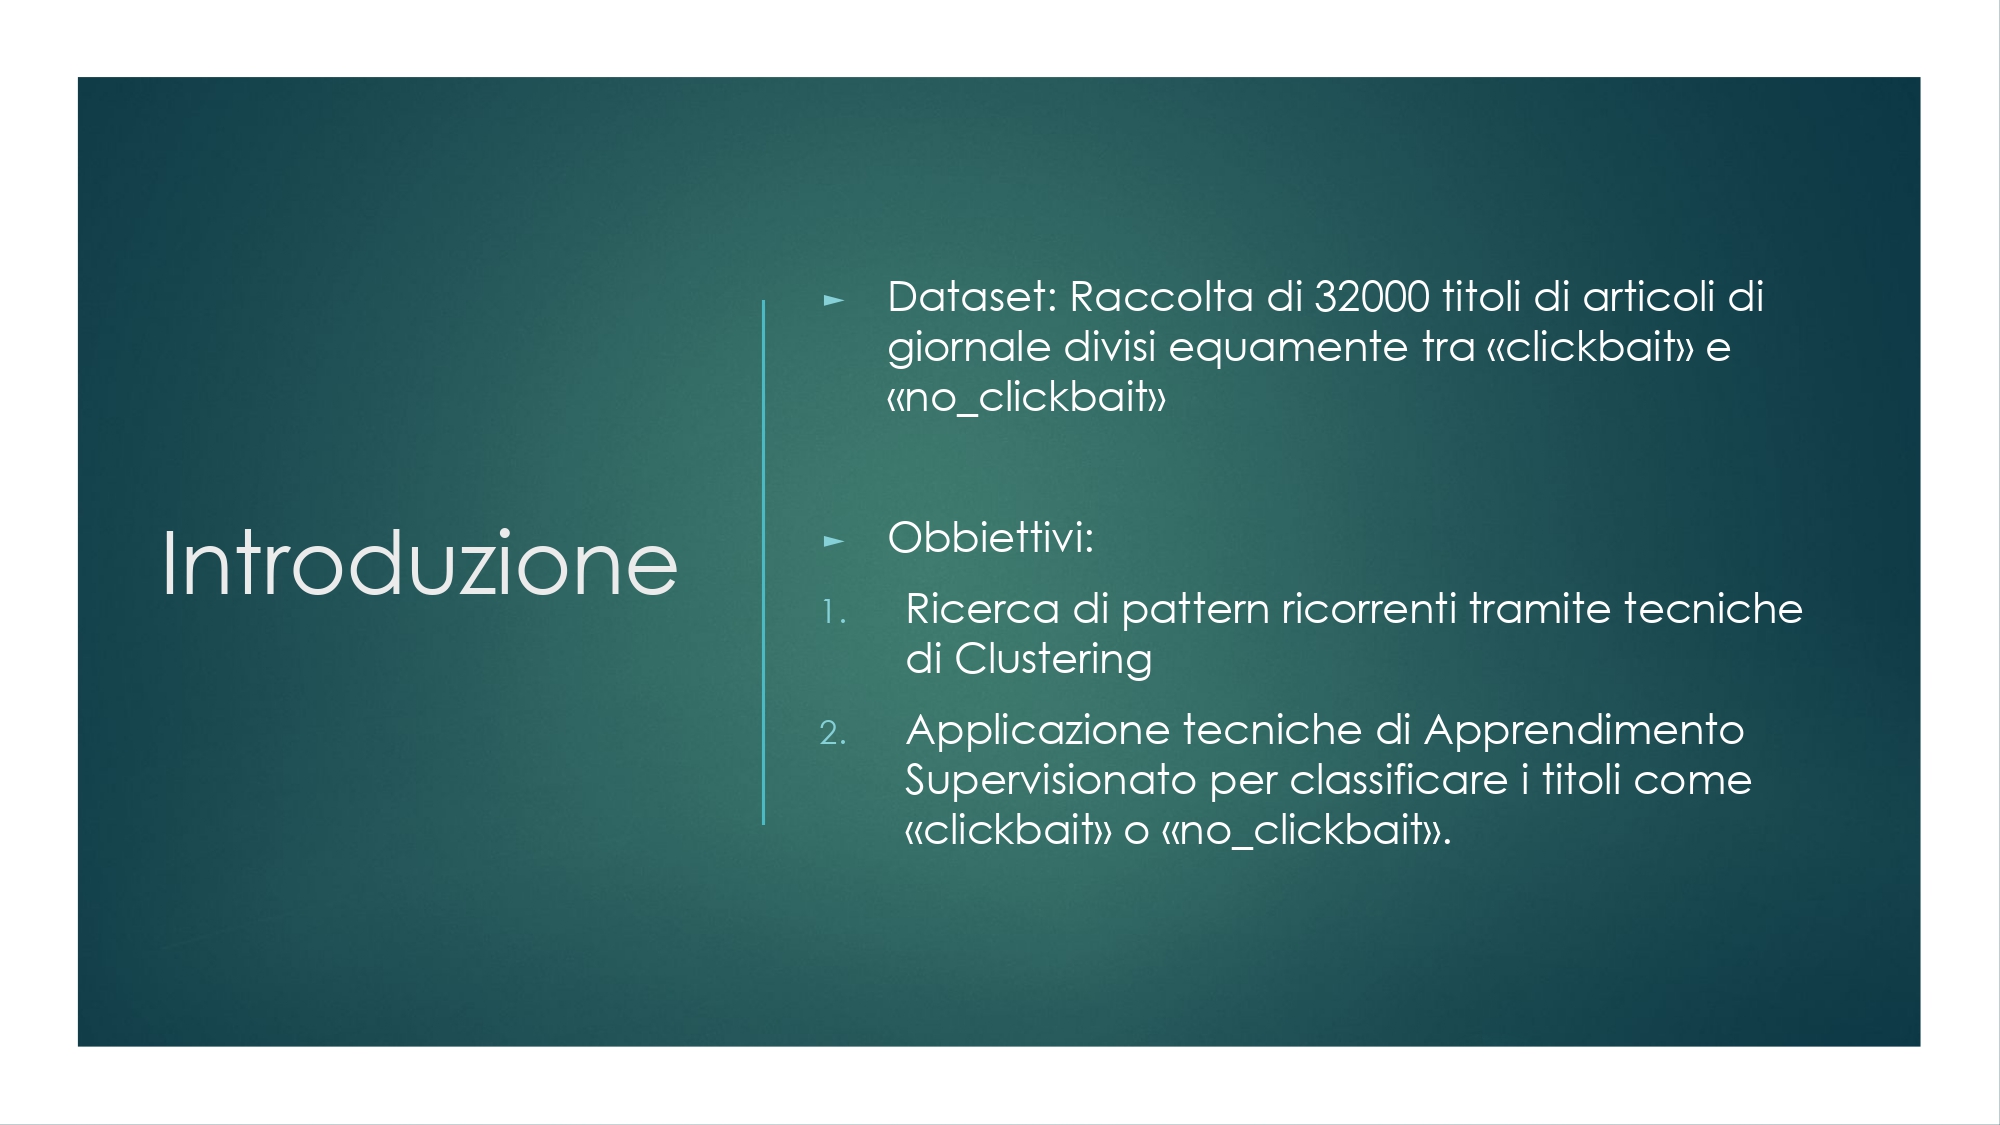 Introduzione
► Dataset: Raccolta di 32000 titoli di articoli di
giornale divisi equamente tra «clickbait» e
«no_clickbait»
► Obbiettivi:
1. Ricerca di pattern ricorrenti tramite tecniche
di Clustering
2. Applicazione tecniche di Apprendimento
Supervisionato per classificare i titoli come
«clickbait» o «no_clickbait».